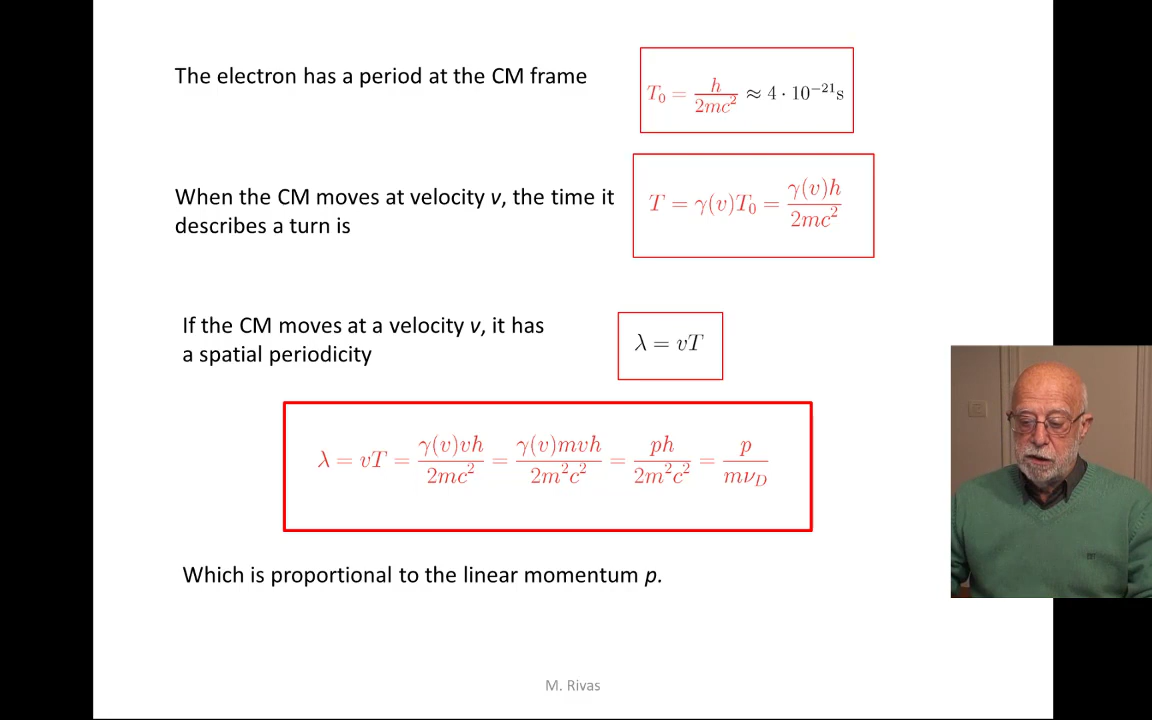 The electron has a period at the CM frame
T₀ = h/2mc² ≈ 4 · 10⁻²¹s
When the CM moves at velocity v, the time it
describes a turn is
T = γ(v)T₀ = γ(v)h/2mc²
If the CM moves at a velocity v, it has
a spatial periodicity
λ = vT
λ = vT = γ(v)vh/2mc² = γ(v)mvh/2m²c² = ph/2m²c² = p/mν_D
Which is proportional to the linear momentum p.
M. Rivas